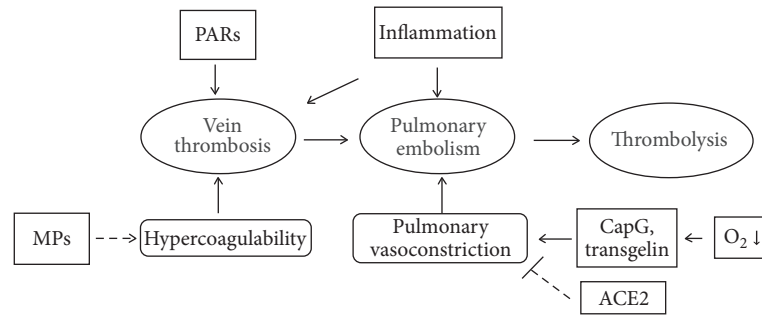 PARs
Inflammation
Vein
thrombosis
Pulmonary
embolism
Thrombolysis
MPs
Hypercoagulability
Pulmonary
vasoconstriction
CapG,
transgelin
O₂ ↓
ACE2